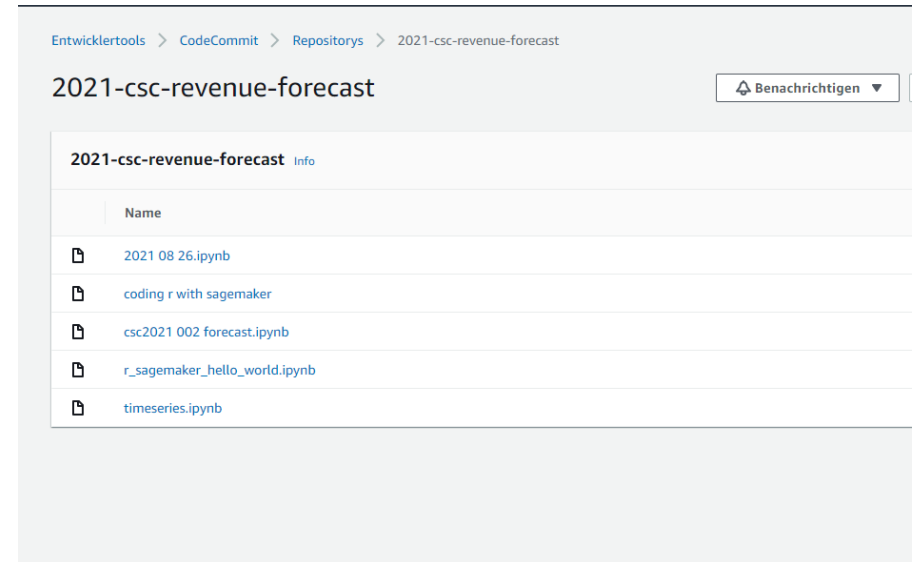 Entwicklertools > CodeCommit > Repositorys > 2021-csc-revenue-forecast
2021-csc-revenue-forecast
Benachrichtigen ▼
2021-csc-revenue-forecast Info
Name
2021 08 26.ipynb
coding r with sagemaker
csc2021 002 forecast.ipynb
r_sagemaker_hello_world.ipynb
timeseries.ipynb